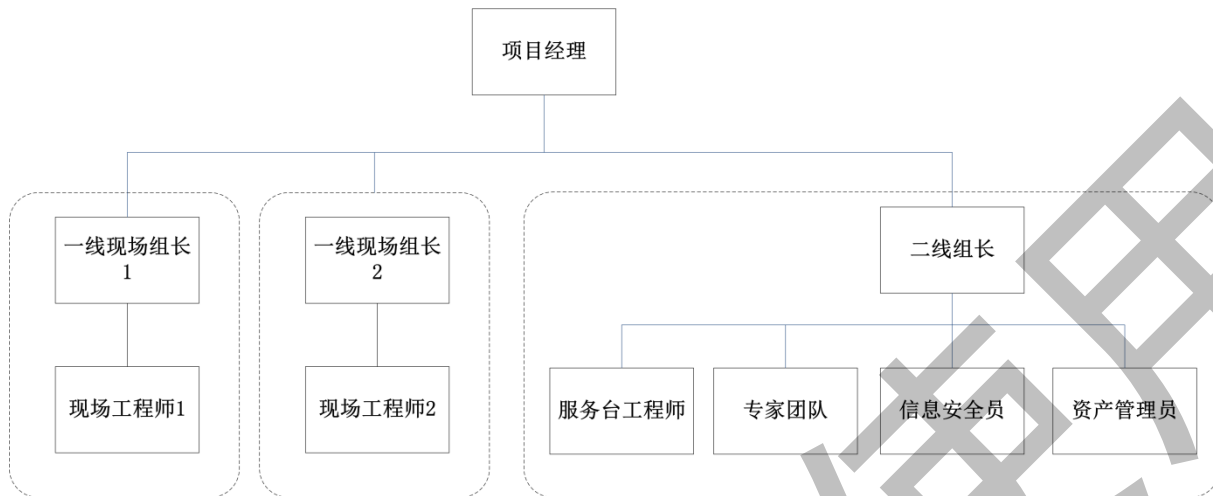 项目经理
一线现场组长
1
一线现场组长
2
二线组长
现场工程师1
现场工程师2
服务台工程师
专家团队
信息安全员
资产管理员
使用